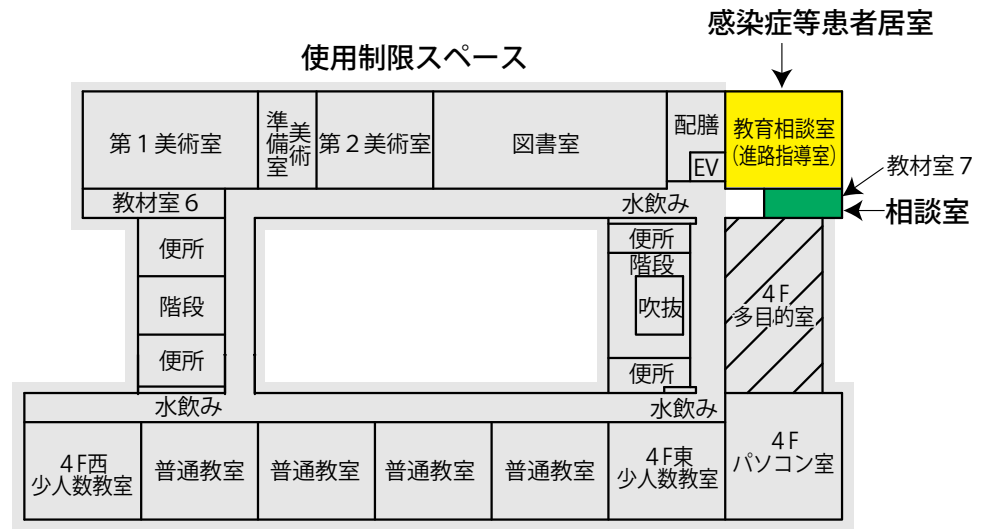 感染症等患者居室
使用制限スペース
第１美術室
美術
準備室
第２美術室
図書室
配膳
EV
教育相談室
(進路指導室)
教材室７
相談室
教材室６
水飲み
便所
便所
階段
４F
多目的室
階段
吹抜
便所
便所
水飲み
水飲み
４F西
少人数教室
普通教室
普通教室
普通教室
普通教室
４F東
少人数教室
４F
パソコン室